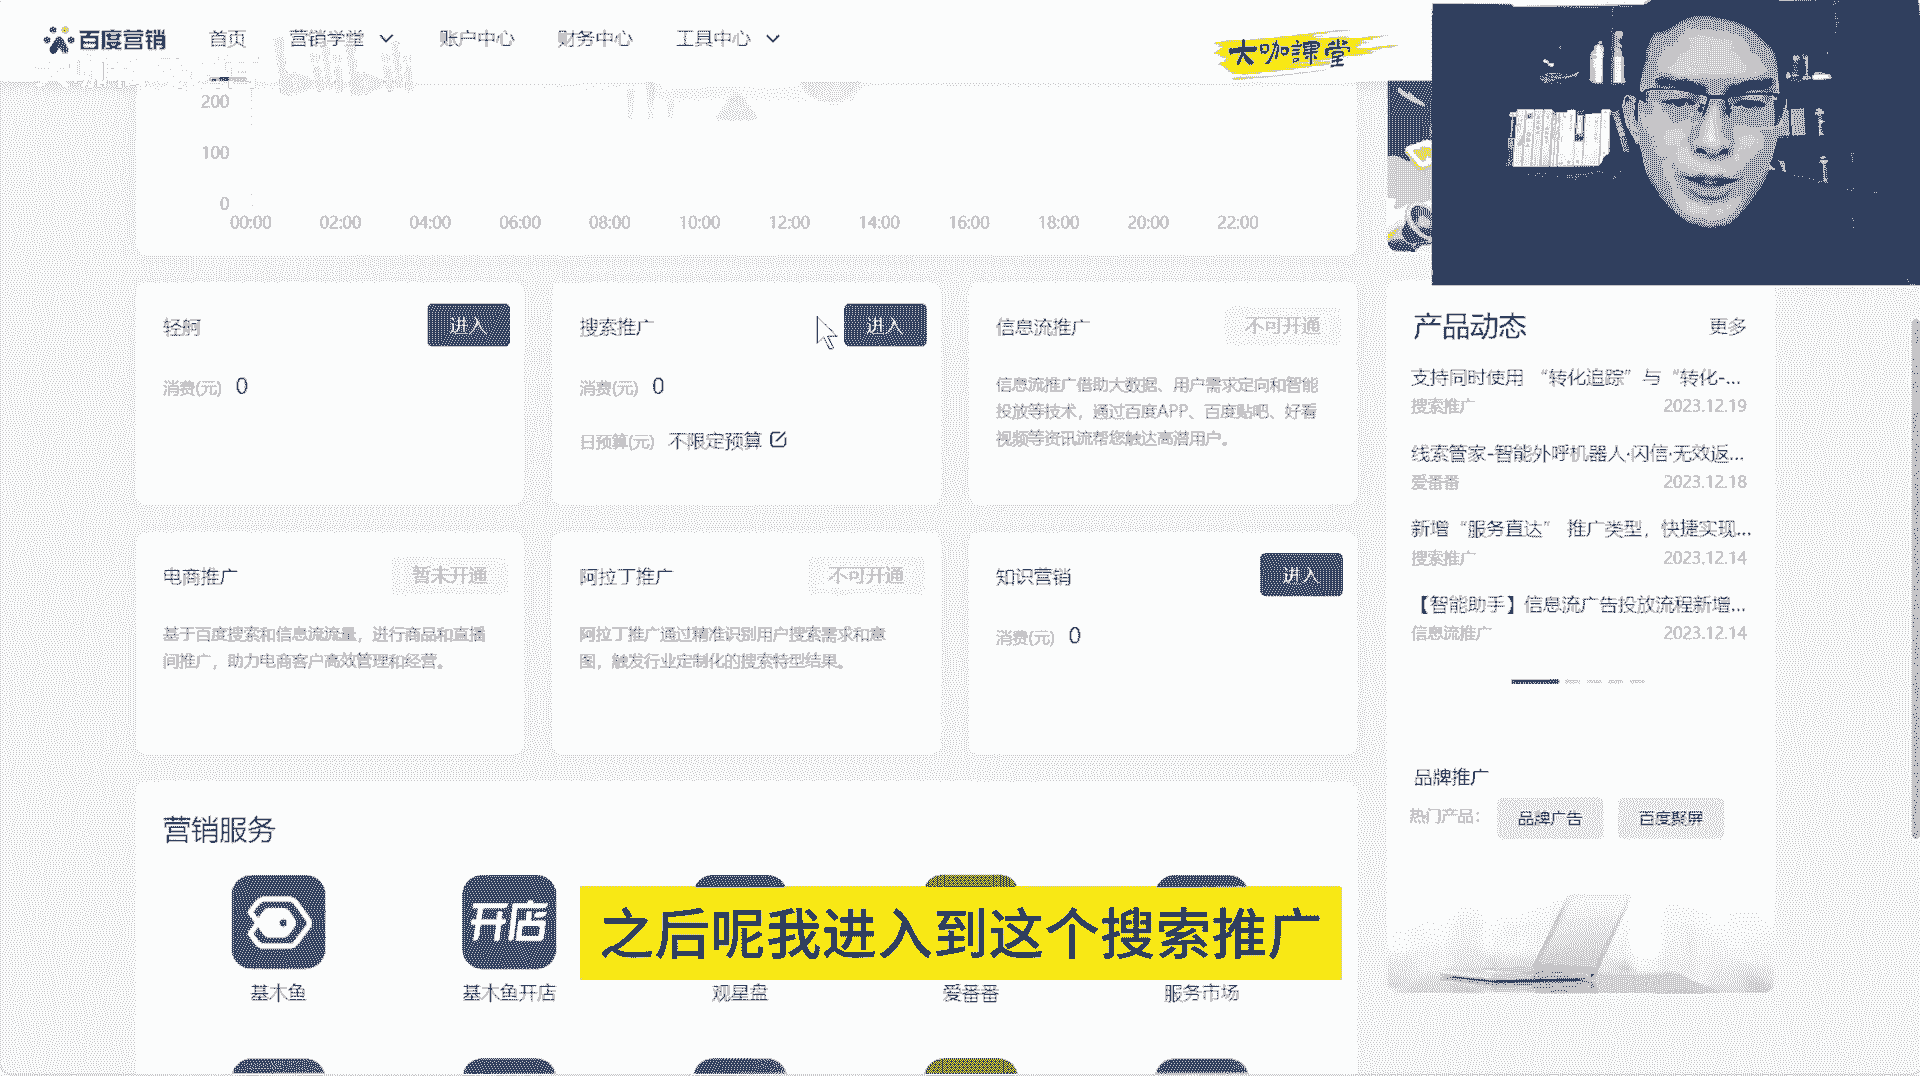 百度营销 首页 营销学堂 账户中心 财务中心 工具中心
大咖課堂
200
100
0
00:00 02:00 04:00 06:00 08:00 10:00 12:00 14:00 16:00 18:00 20:00 22:00
轻舸 进入
消费(元) 0
搜索推广 进入
消费(元) 0
日预算(元) 不限定预算
信息流推广 不可开通
信息流推广借助大数据、用户需求定向和智能
投放等技术，通过百度APP、百度贴吧、好看
视频等资讯流帮您触达高潜用户。
电商推广 暂未开通
基于百度搜索和信息流流量，进行商品和直播
间推广，助力电商客户高效管理和经营。
阿拉丁推广 不可开通
阿拉丁推广通过精准识别用户搜索需求和意
图，触发行业定制化的搜索特型结果。
知识营销 进入
消费(元) 0
产品动态 更多
支持同时使用 “转化追踪” 与 “转化-...
搜索推广 2023.12.19
线索管家-智能外呼机器人·闪信·无效返...
爱番番 2023.12.18
新增“服务直达” 推广类型，快捷实现...
搜索推广 2023.12.14
【智能助手】信息流广告投放流程新增...
信息流推广 2023.12.14
品牌推广
热门产品： 品牌广告 百度聚屏
营销服务
开店
基木鱼 基木鱼开店 观星盘 爱番番 服务市场
之后呢我进入到这个搜索推广